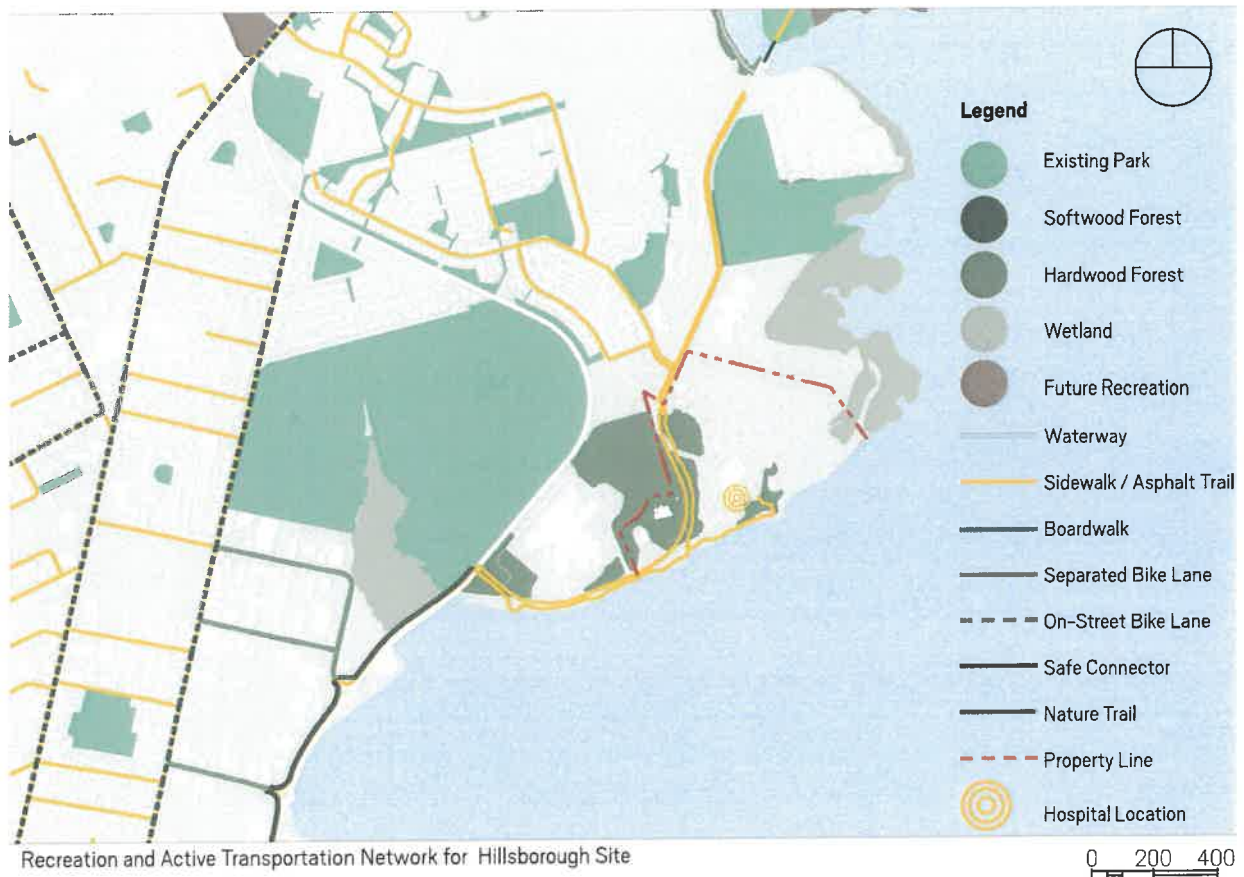 Legend
Existing Park
Softwood Forest
Hardwood Forest
Wetland
Future Recreation
Waterway
Sidewalk / Asphalt Trail
Boardwalk
Separated Bike Lane
On-Street Bike Lane
Safe Connector
Nature Trail
Property Line
Hospital Location
Recreation and Active Transportation Network for Hillsborough Site
0 200 400